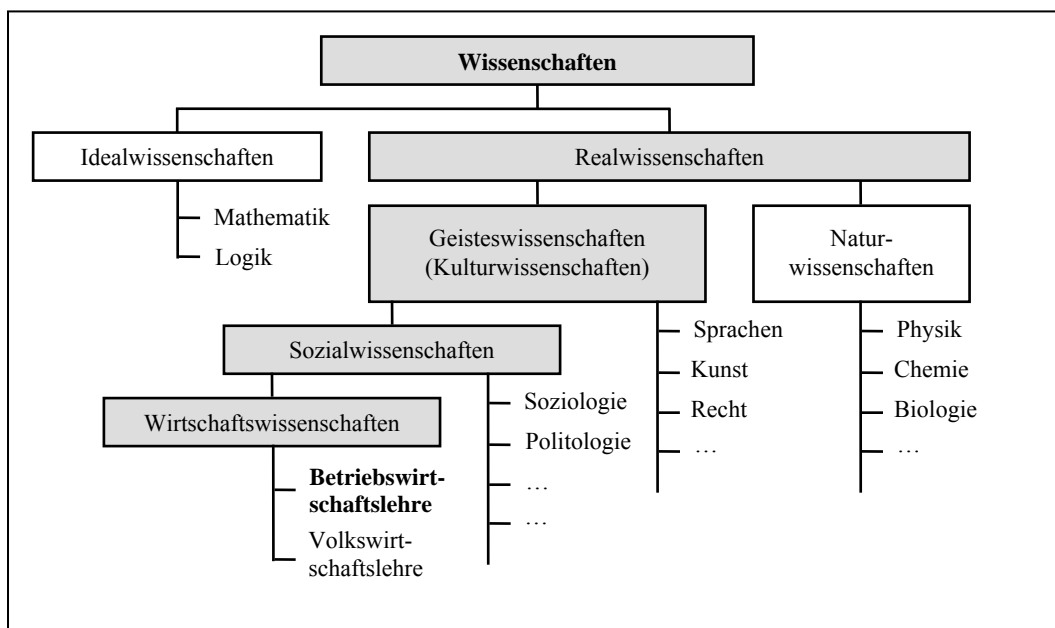 Wissenschaften
Idealwissenschaften
Realwissenschaften
Mathematik
Logik
Geisteswissenschaften
(Kulturwissenschaften)
Natur-
wissenschaften
Sprachen
Kunst
Recht
…
Physik
Chemie
Biologie
…
Sozialwissenschaften
Soziologie
Politologie
…
…
Wirtschaftswissenschaften
Betriebswirt-
schaftslehre
Volkswirt-
schaftslehre